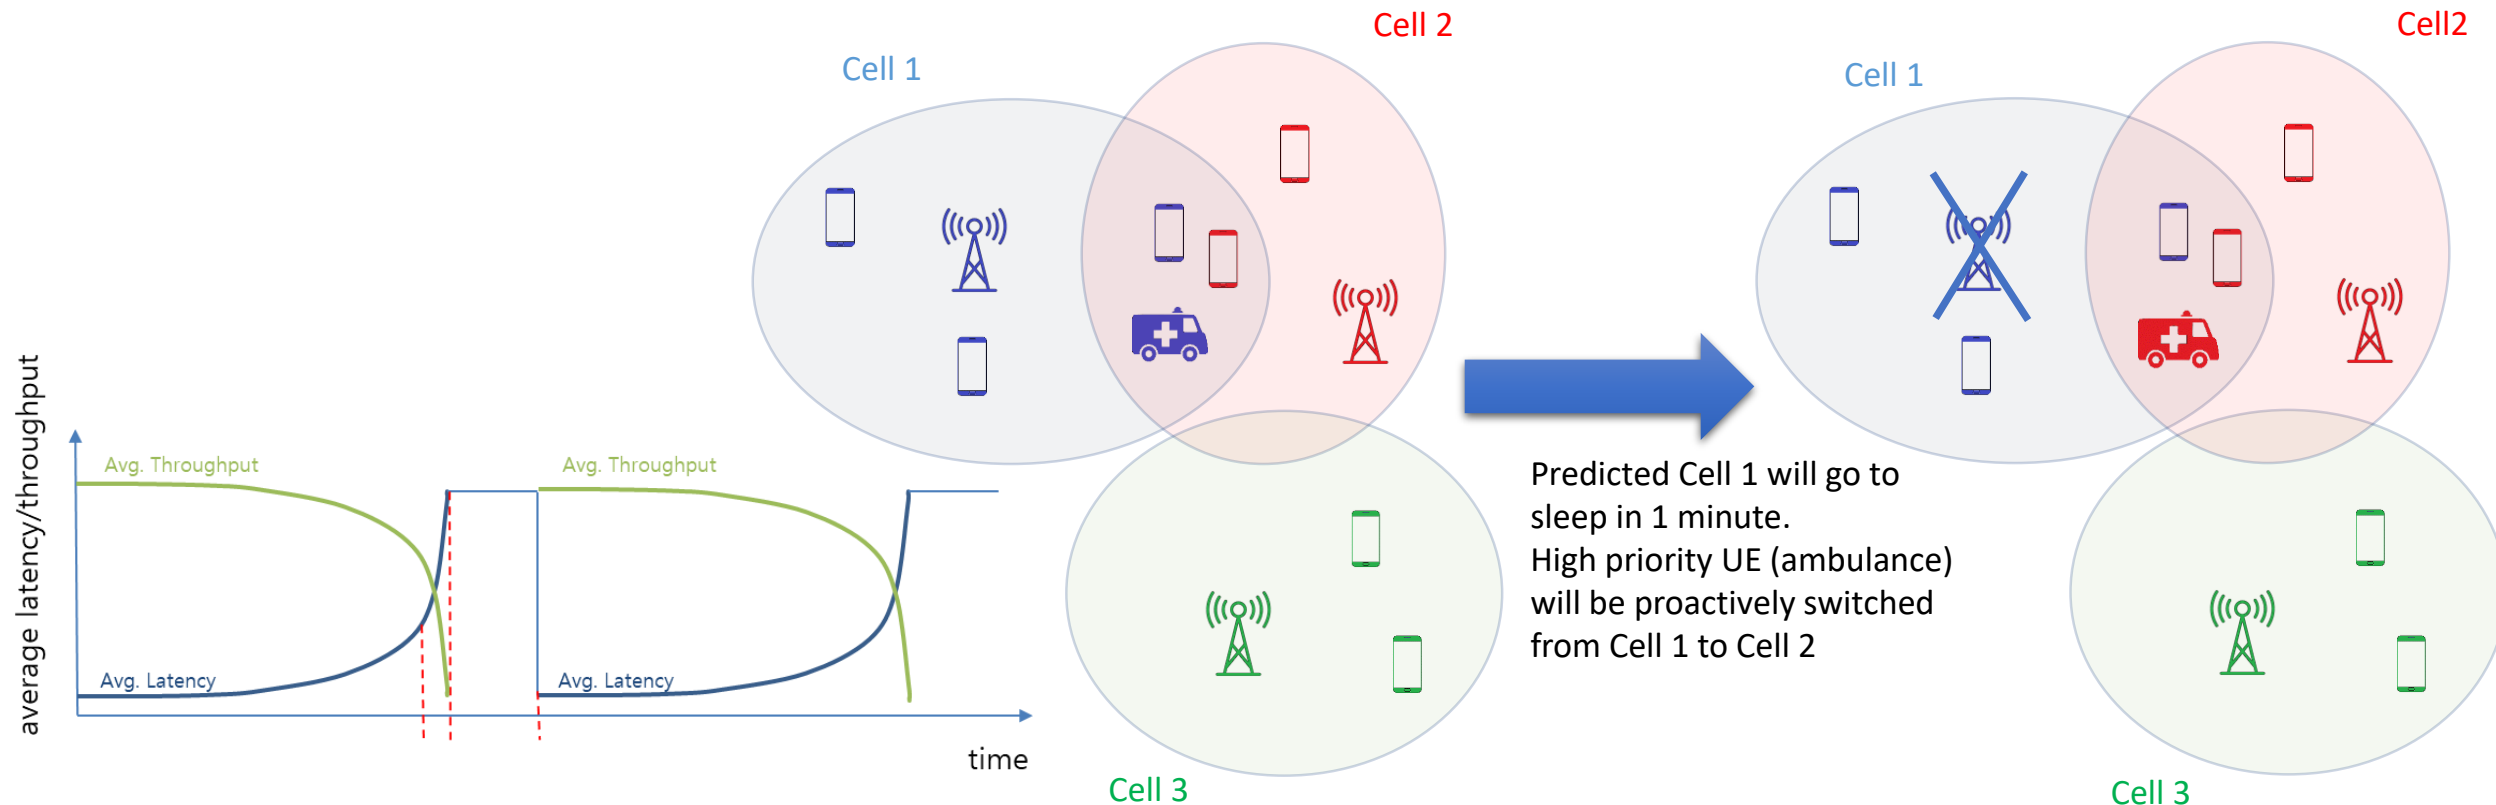 average latency/throughput
Avg. Throughput
Avg. Throughput
Avg. Latency
Avg. Latency
time
Cell 1
Cell 2
Cell 3
Predicted Cell 1 will go to
sleep in 1 minute.
High priority UE (ambulance)
will be proactively switched
from Cell 1 to Cell 2
Cell 1
Cell2
Cell 3